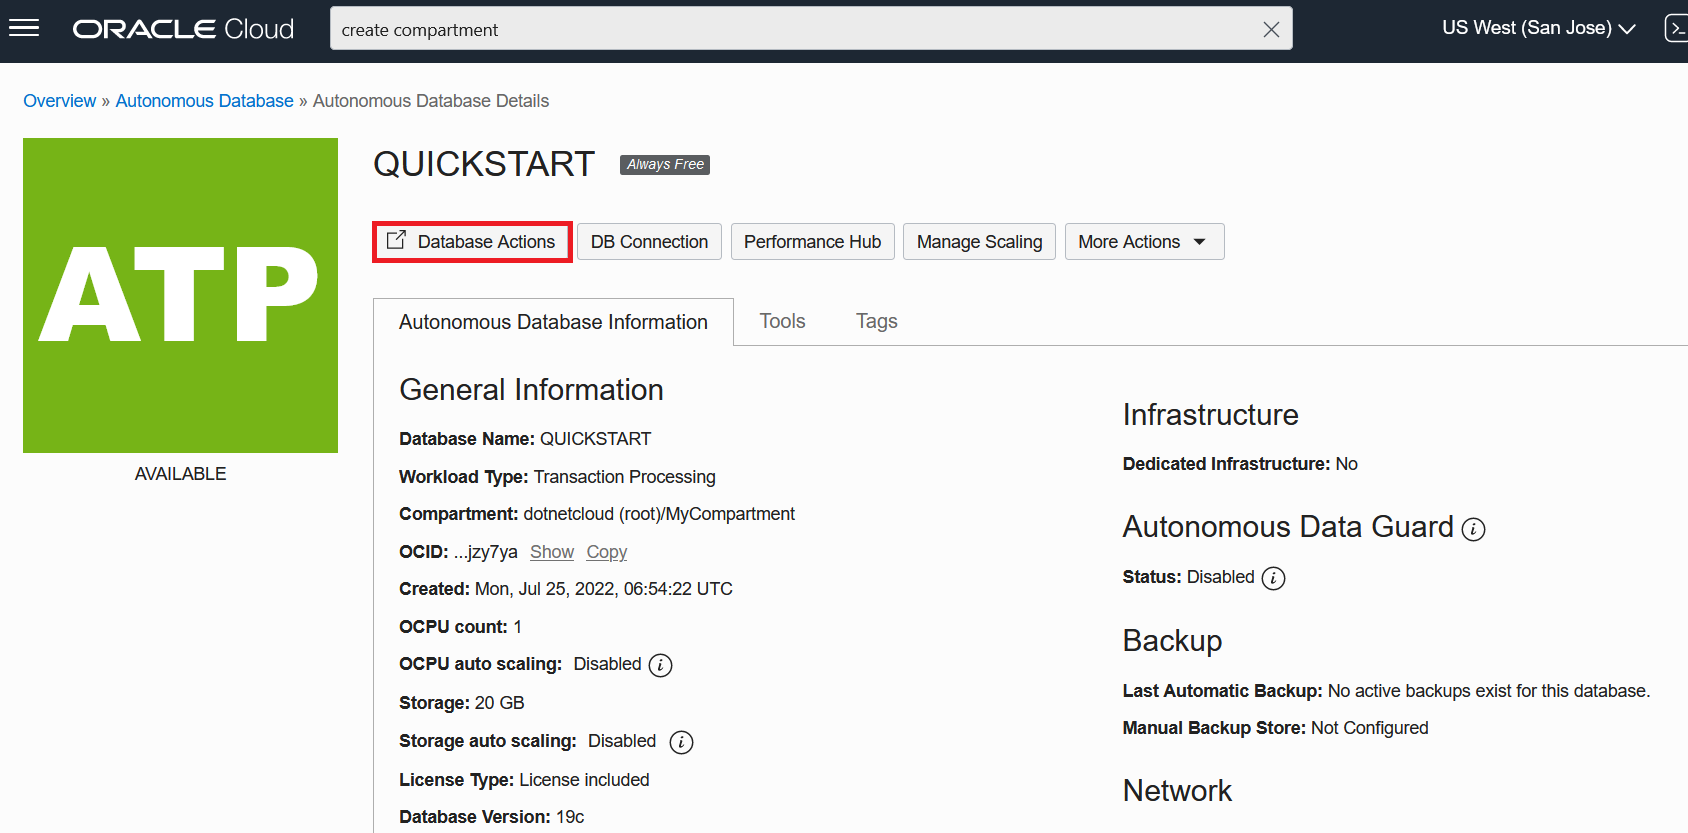 ORACLE Cloud
create compartment
US West (San Jose)
Overview » Autonomous Database » Autonomous Database Details
ATP
AVAILABLE
QUICKSTART
Always Free
Database Actions
DB Connection
Performance Hub
Manage Scaling
More Actions
Autonomous Database Information
Tools
Tags
General Information
Database Name: QUICKSTART
Workload Type: Transaction Processing
Compartment: dotnetcloud (root)/MyCompartment
OCID: ...jzy7ya Show Copy
Created: Mon, Jul 25, 2022, 06:54:22 UTC
OCPU count: 1
OCPU auto scaling: Disabled
Storage: 20 GB
Storage auto scaling: Disabled
License Type: License included
Database Version: 19c
Infrastructure
Dedicated Infrastructure: No
Autonomous Data Guard
Status: Disabled
Backup
Last Automatic Backup: No active backups exist for this database.
Manual Backup Store: Not Configured
Network